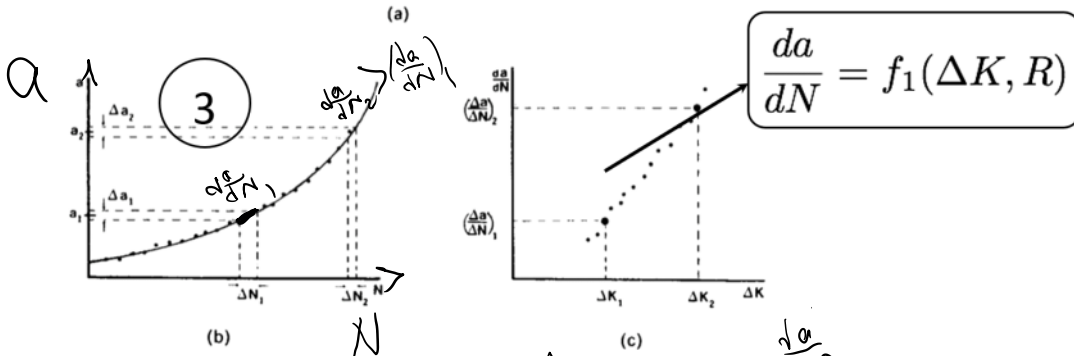 (a)
a
3
a
Δa₂
a₂
Δa₁
a₁
da/dN₁
da/dN₂
(da/dN)₁
ΔN₁
ΔN₂
N
N
(b)
da/dN
(Δa/ΔN)₂
(Δa/ΔN)₁
ΔK₁
ΔK₂
ΔK
(c)
da/dN = f₁(ΔK, R)
da